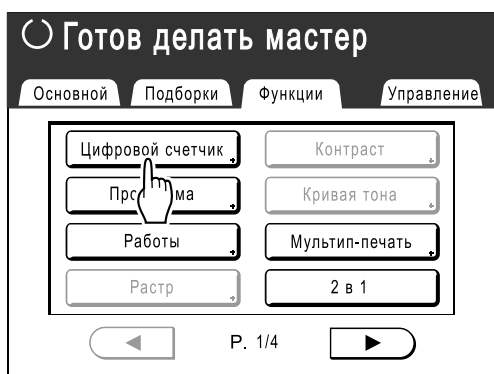 Готов делать мастер
Основной Подборки Функции Управление
Цифровой счетчик Контраст
Кривая тона
Работы Мультип-печать
Растр 2 в 1
P. 1/4